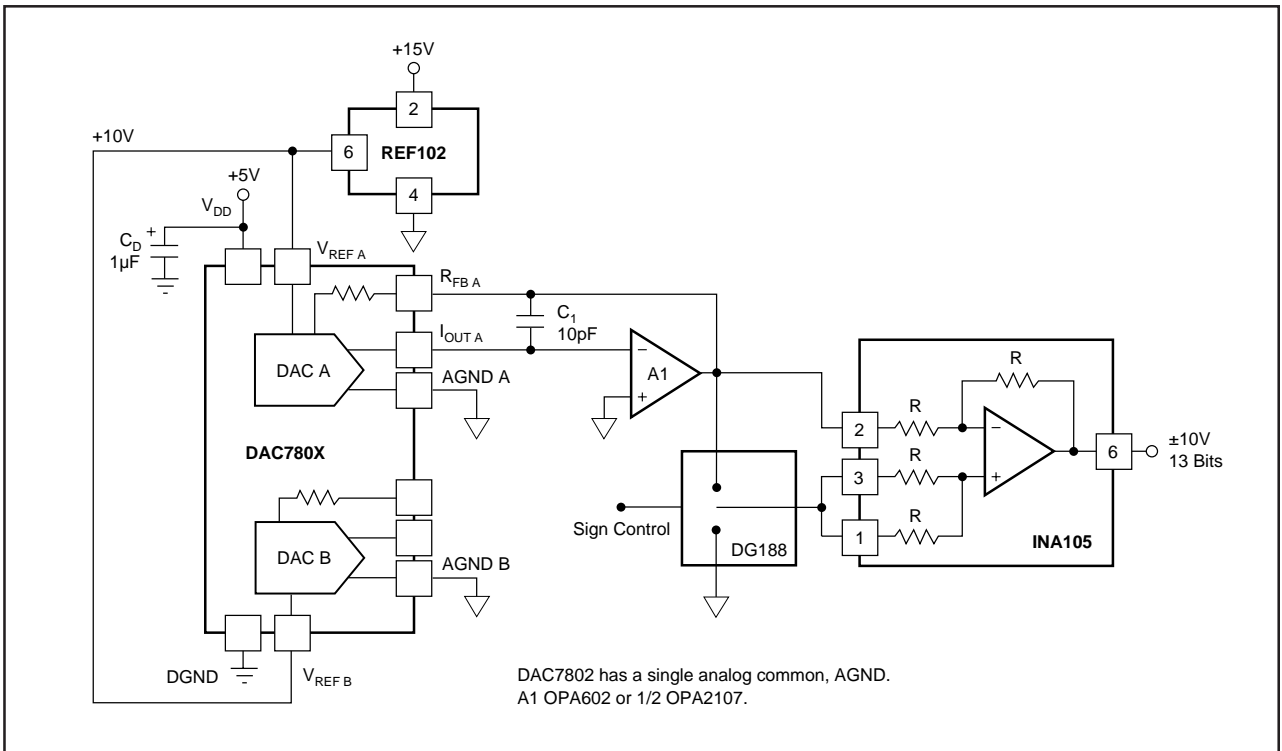 +15V
2
+10V
6
REF102
+5V
4
V_DD
C_D
+
1µF
V_REF A
R_FB A
C₁
10pF
I_OUT A
DAC A
AGND A
−
+
A1
R
2
R
−
DAC780X
6
±10V
13 Bits
3
R
+
Sign Control
R
1
DG188
INA105
DAC B
AGND B
DGND
V_REF B
DAC7802 has a single analog common, AGND.
A1 OPA602 or 1/2 OPA2107.